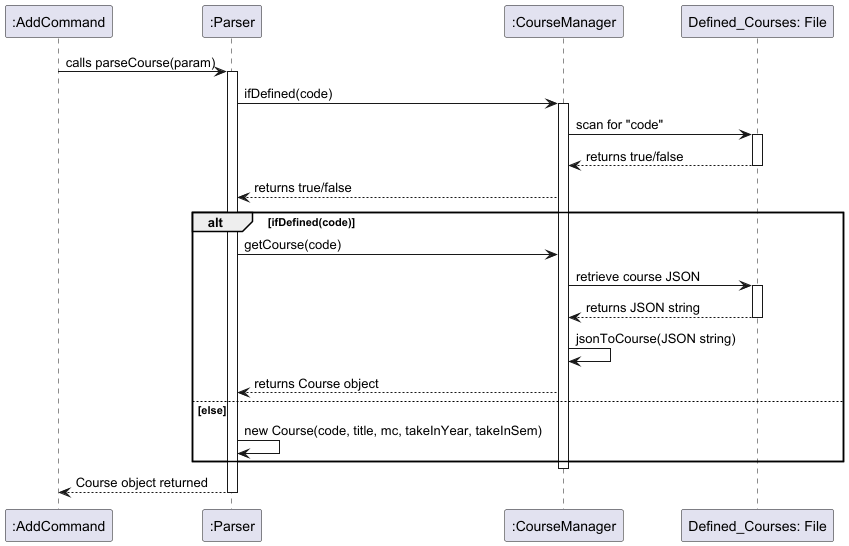 :AddCommand
:Parser
:CourseManager
Defined_Courses: File
calls parseCourse(param)
ifDefined(code)
scan for "code"
returns true/false
returns true/false
alt
[ifDefined(code)]
getCourse(code)
retrieve course JSON
returns JSON string
jsonToCourse(JSON string)
returns Course object
[else]
new Course(code, title, mc, takeInYear, takeInSem)
Course object returned
:AddCommand
:Parser
:CourseManager
Defined_Courses: File